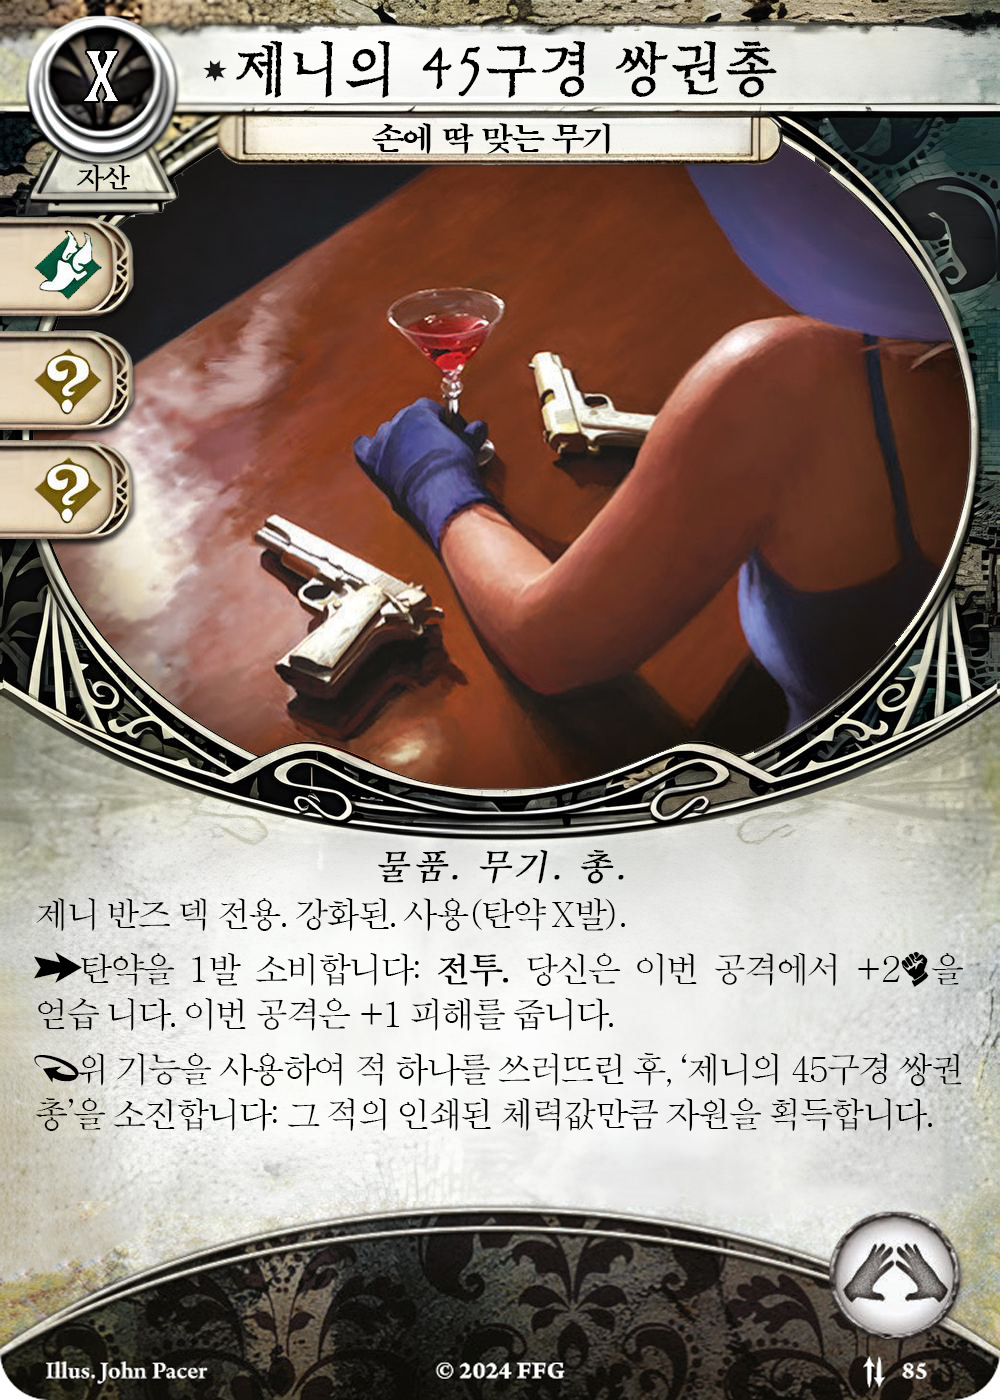 X
제니의 45구경 쌍권총
손에 딱 맞는 무기
자산
?
?
물품. 무기. 총.
제니 반즈 덱 전용. 강화된. 사용(탄약 X발).
탄약을 1발 소비합니다: 전투. 당신은 이번 공격에서 +2을
얻습 니다. 이번 공격은 +1 피해를 줍니다.
위 기능을 사용하여 적 하나를 쓰러뜨린 후, ‘제니의 45구경 쌍권
총’을 소진합니다: 그 적의 인쇄된 체력값만큼 자원을 획득합니다.
Illus. John Pacer
© 2024 FFG
85